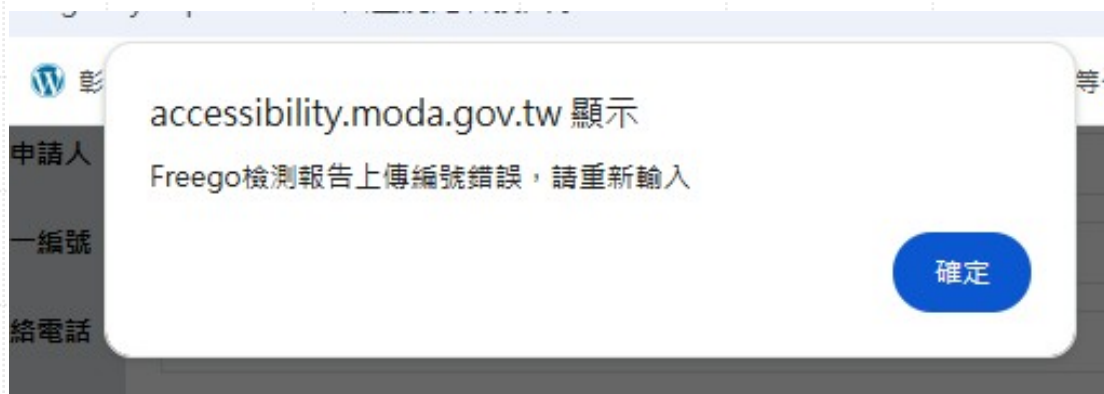 彰
等
accessibility.moda.gov.tw 顯示
申請人
Freego檢測報告上傳編號錯誤，請重新輸入
一編號
確定
絡電話